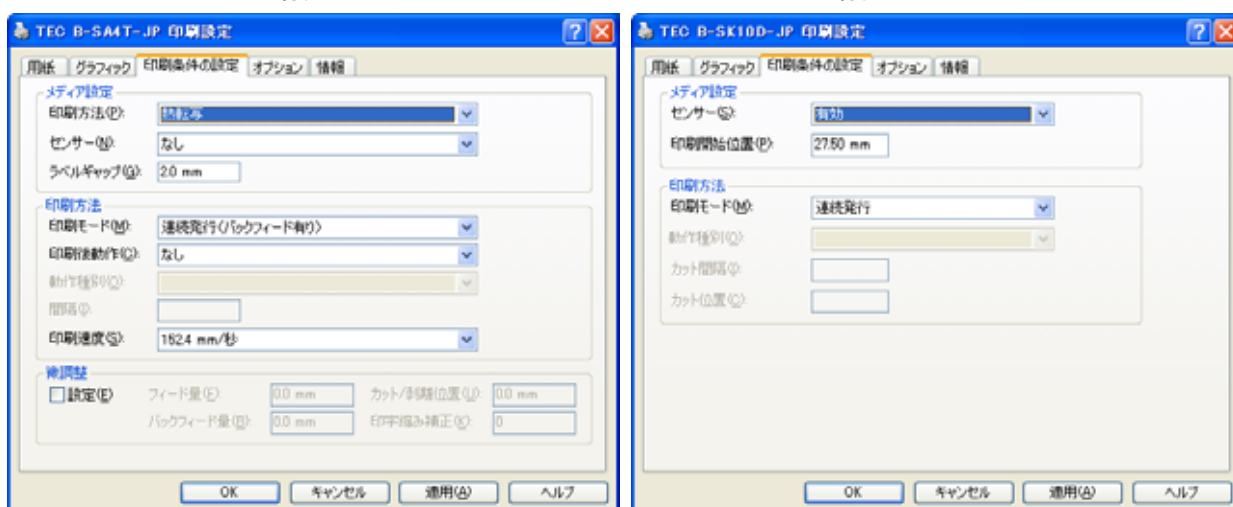 TEC B-SA4T-JP 印刷設定
用紙 グラフィック 印刷条件の設定 オプション 情報
メディア設定
印刷方法(P): 熱転写
センサー(N): なし
ラベルギャップ(G): 2.0 mm
印刷方法
印刷モード(M): 連続発行(バックフィード有り)
印刷後動作(C): なし
動作種別(O):
間隔(I):
印刷速度(S): 152.4 mm/秒
微調整
設定(E) フィード量(F): 0.0 mm カット/剥離位置(U): 0.0 mm
バックフィード量(B): 0.0 mm 印字縮み補正(K): 0
OK キャンセル 適用(A) ヘルプ
TEC B-SK10D-JP 印刷設定
用紙 グラフィック 印刷条件の設定 オプション 情報
メディア設定
センサー(S): 有効
印刷開始位置(P): 27.50 mm
印刷方法
印刷モード(M): 連続発行
動作種別(O):
カット間隔(I):
カット位置(C):
OK キャンセル 適用(A) ヘルプ